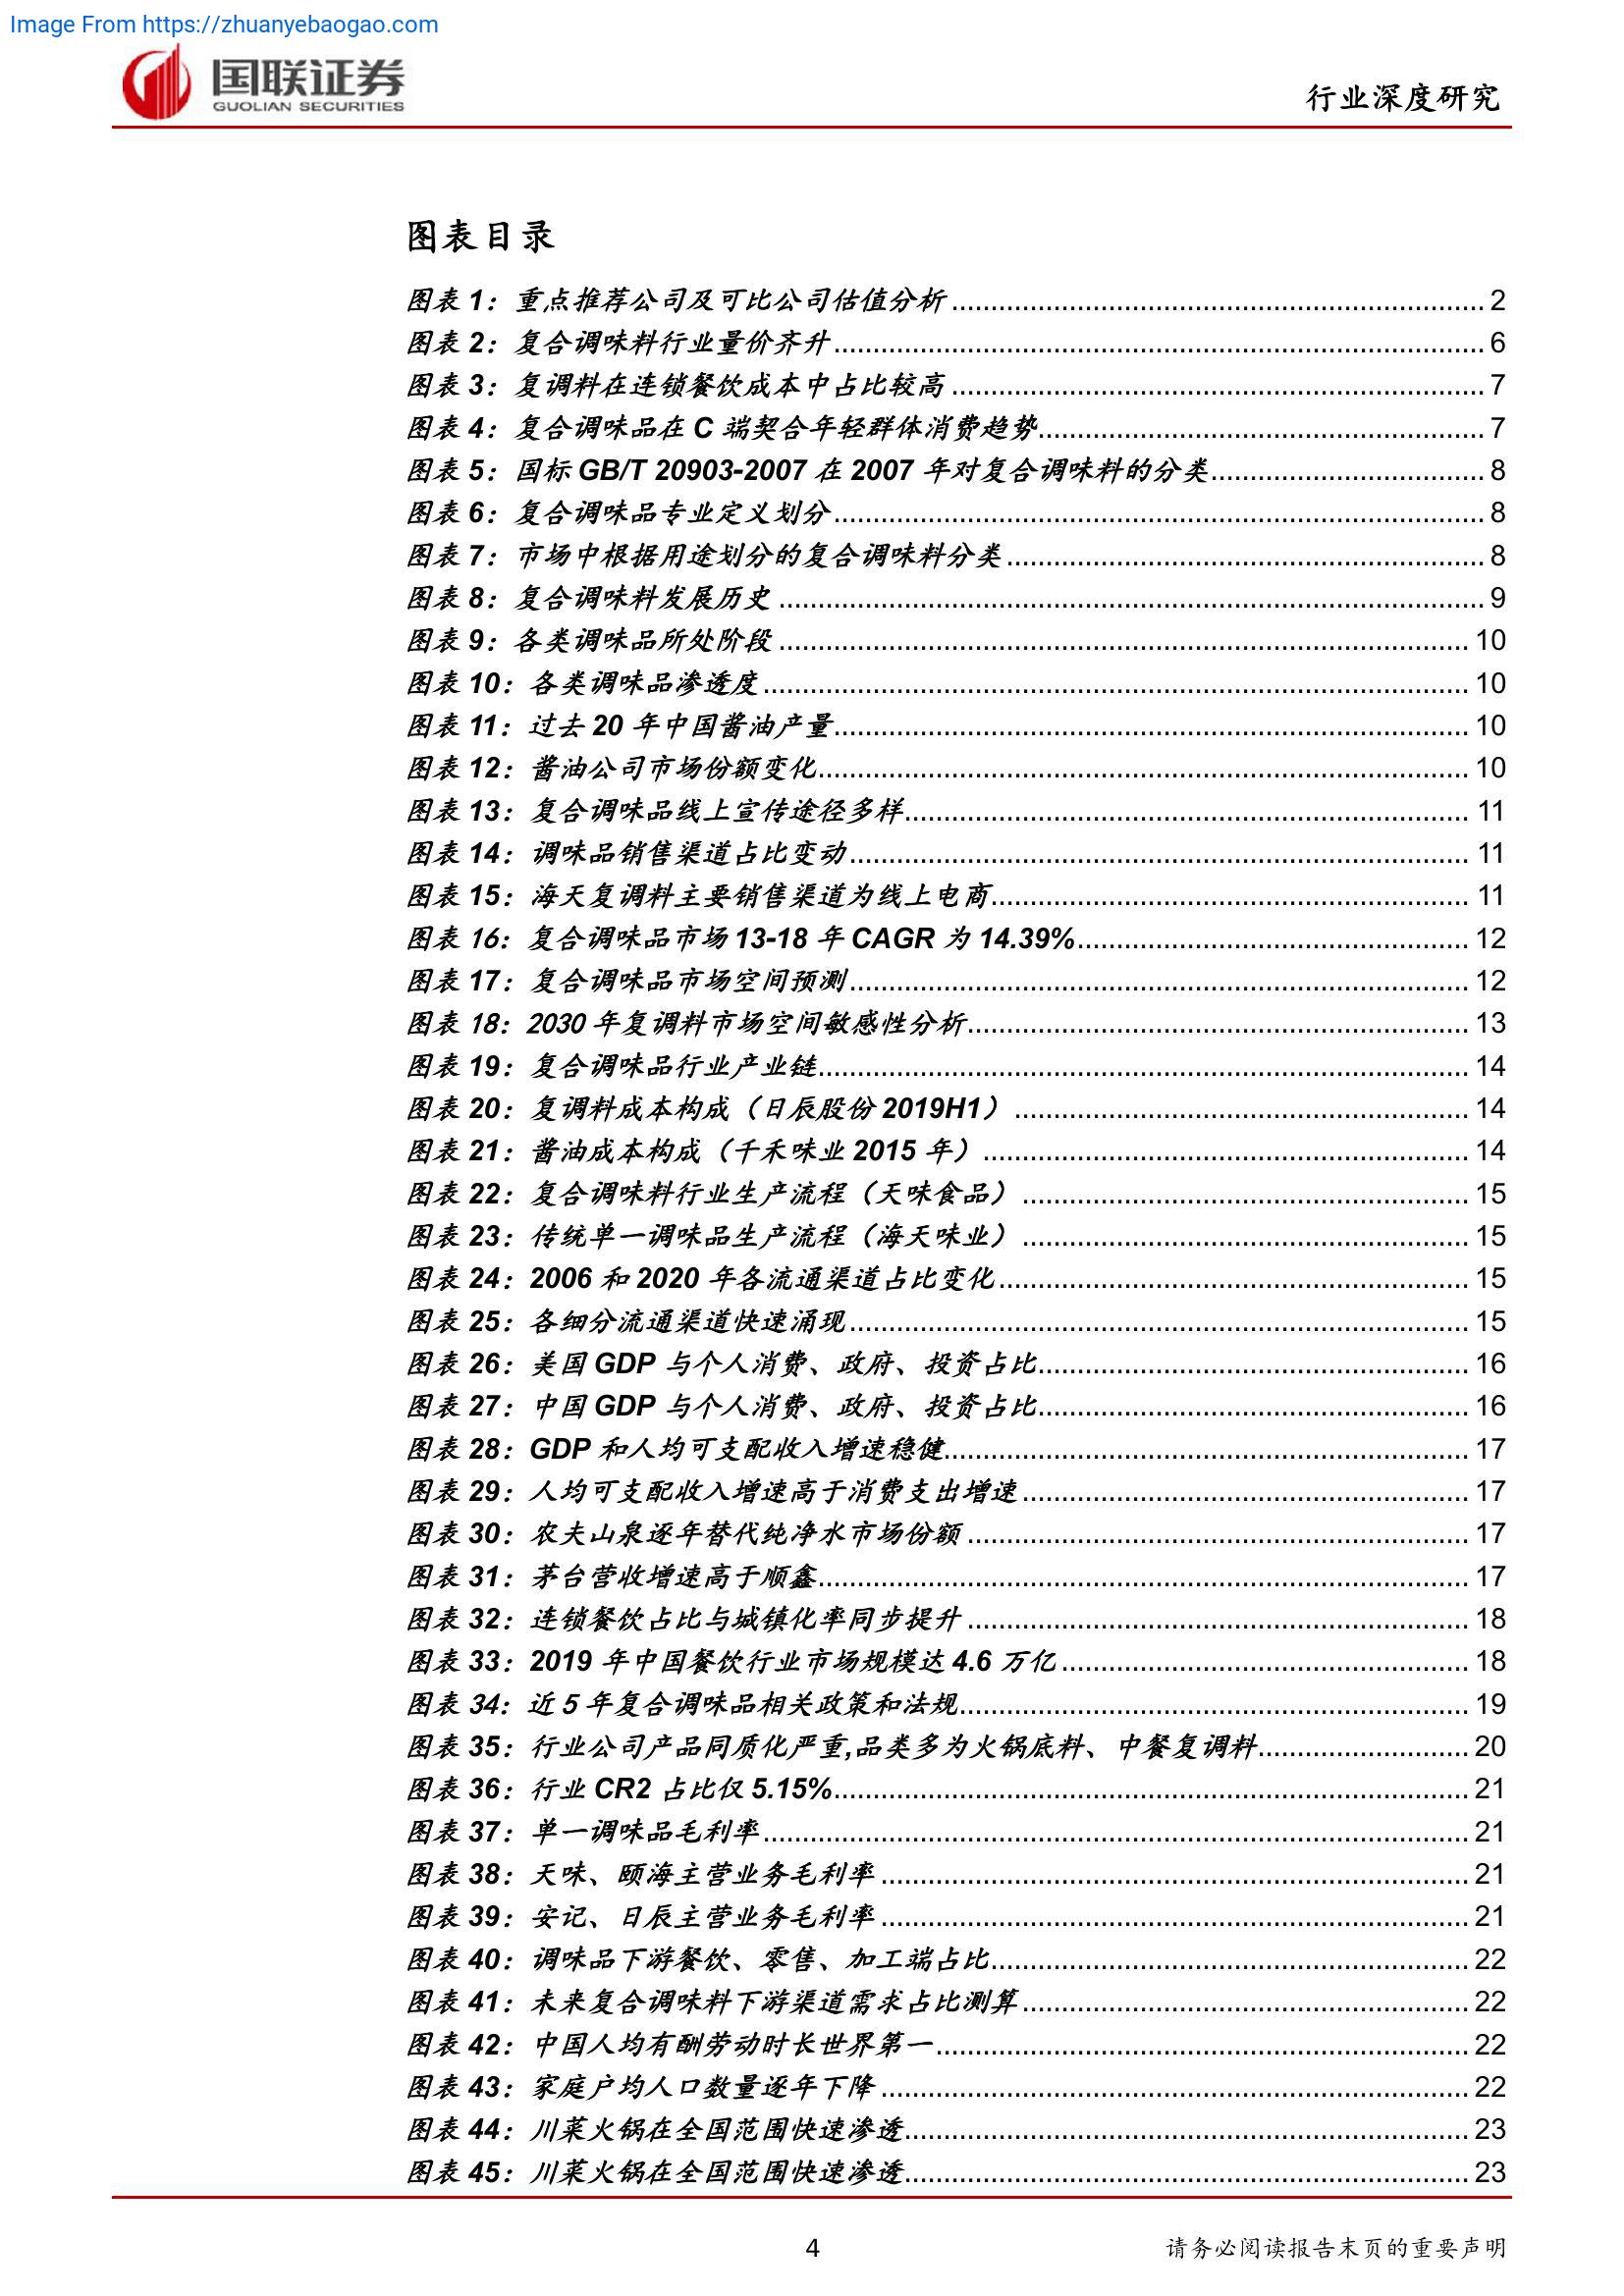 Image From https://zhuanyebaogao.com
国联证券
GUOLIAN SECURITIES
行业深度研究
图表目录
图表 1：重点推荐公司及可比公司估值分析 ........ 2
图表 2：复合调味料行业量价齐升 ........ 6
图表 3：复调料在连锁餐饮成本中占比较高 ........ 7
图表 4：复合调味品在 C 端契合年轻群体消费趋势 ........ 7
图表 5：国标 GB/T 20903-2007 在 2007 年对复合调味料的分类 ........ 8
图表 6：复合调味品专业定义划分 ........ 8
图表 7：市场中根据用途划分的复合调味料分类 ........ 8
图表 8：复合调味料发展历史 ........ 9
图表 9：各类调味品所处阶段 ........ 10
图表 10：各类调味品渗透度 ........ 10
图表 11：过去 20 年中国酱油产量 ........ 10
图表 12：酱油公司市场份额变化 ........ 10
图表 13：复合调味品线上宣传途径多样 ........ 11
图表 14：调味品销售渠道占比变动 ........ 11
图表 15：海天复调料主要销售渠道为线上电商 ........ 11
图表 16：复合调味品市场 13-18 年 CAGR 为 14.39% ........ 12
图表 17：复合调味品市场空间预测 ........ 12
图表 18：2030 年复调料市场空间敏感性分析 ........ 13
图表 19：复合调味品行业产业链 ........ 14
图表 20：复调料成本构成（日辰股份 2019H1） ........ 14
图表 21：酱油成本构成（千禾味业 2015 年） ........ 14
图表 22：复合调味料行业生产流程（天味食品） ........ 15
图表 23：传统单一调味品生产流程（海天味业） ........ 15
图表 24：2006 和 2020 年各流通渠道占比变化 ........ 15
图表 25：各细分流通渠道快速涌现 ........ 15
图表 26：美国 GDP 与个人消费、政府、投资占比 ........ 16
图表 27：中国 GDP 与个人消费、政府、投资占比 ........ 16
图表 28：GDP 和人均可支配收入增速稳健 ........ 17
图表 29：人均可支配收入增速高于消费支出增速 ........ 17
图表 30：农夫山泉逐年替代纯净水市场份额 ........ 17
图表 31：茅台营收增速高于顺鑫 ........ 17
图表 32：连锁餐饮占比与城镇化率同步提升 ........ 18
图表 33：2019 年中国餐饮行业市场规模达 4.6 万亿 ........ 18
图表 34：近 5 年复合调味品相关政策和法规 ........ 19
图表 35：行业公司产品同质化严重,品类多为火锅底料、中餐复调料 ........ 20
图表 36：行业 CR2 占比仅 5.15% ........ 21
图表 37：单一调味品毛利率 ........ 21
图表 38：天味、颐海主营业务毛利率 ........ 21
图表 39：安记、日辰主营业务毛利率 ........ 21
图表 40：调味品下游餐饮、零售、加工端占比 ........ 22
图表 41：未来复合调味料下游渠道需求占比测算 ........ 22
图表 42：中国人均有酬劳动时长世界第一 ........ 22
图表 43：家庭户均人口数量逐年下降 ........ 22
图表 44：川菜火锅在全国范围快速渗透 ........ 23
图表 45：川菜火锅在全国范围快速渗透 ........ 23
4
请务必阅读报告末页的重要声明